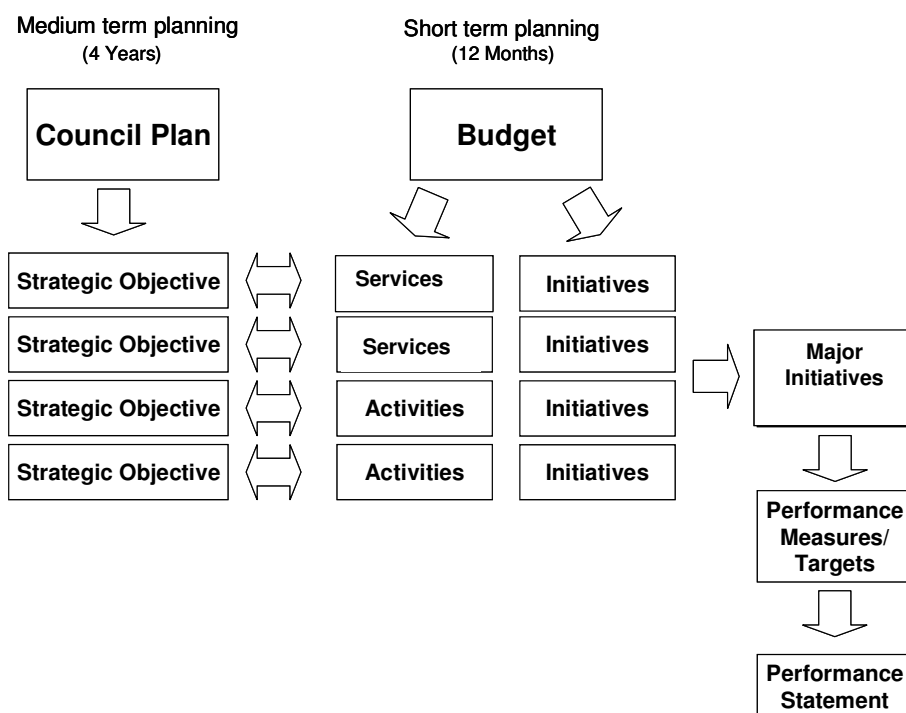 Medium term planning
(4 Years)
Short term planning
(12 Months)
Council Plan
Budget
Strategic Objective
Services
Initiatives
Strategic Objective
Services
Initiatives
Strategic Objective
Activities
Initiatives
Strategic Objective
Activities
Initiatives
Major
Initiatives
Performance
Measures/
Targets
Performance
Statement